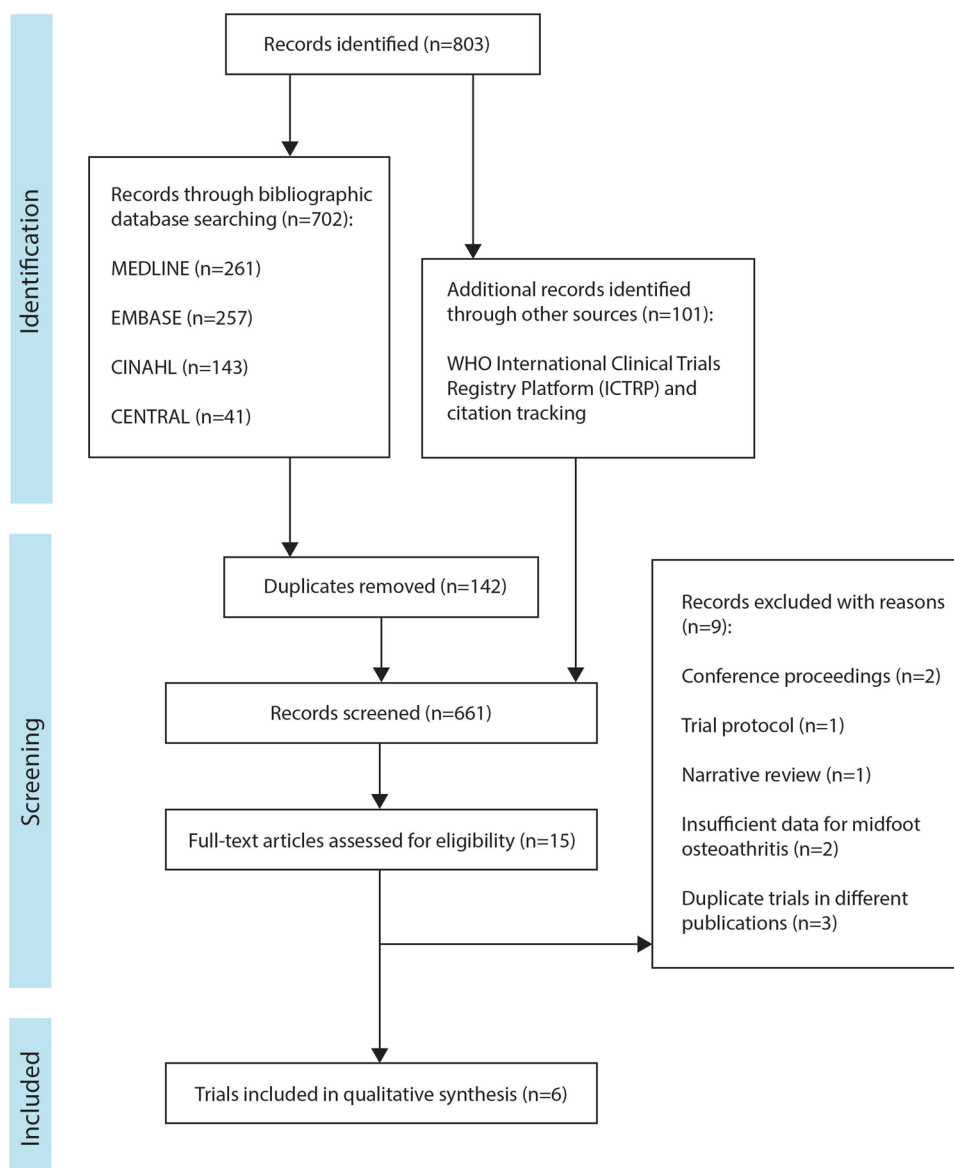 Identification
Records identified (n=803)
Records through bibliographic
database searching (n=702):
MEDLINE (n=261)
EMBASE (n=257)
CINAHL (n=143)
CENTRAL (n=41)
Additional records identified
through other sources (n=101):
WHO International Clinical Trials
Registry Platform (ICTRP) and
citation tracking
Screening
Duplicates removed (n=142)
Records screened (n=661)
Full-text articles assessed for eligibility (n=15)
Records excluded with reasons
(n=9):
Conference proceedings (n=2)
Trial protocol (n=1)
Narrative review (n=1)
Insufficient data for midfoot
osteoathritis (n=2)
Duplicate trials in different
publications (n=3)
Included
Trials included in qualitative synthesis (n=6)